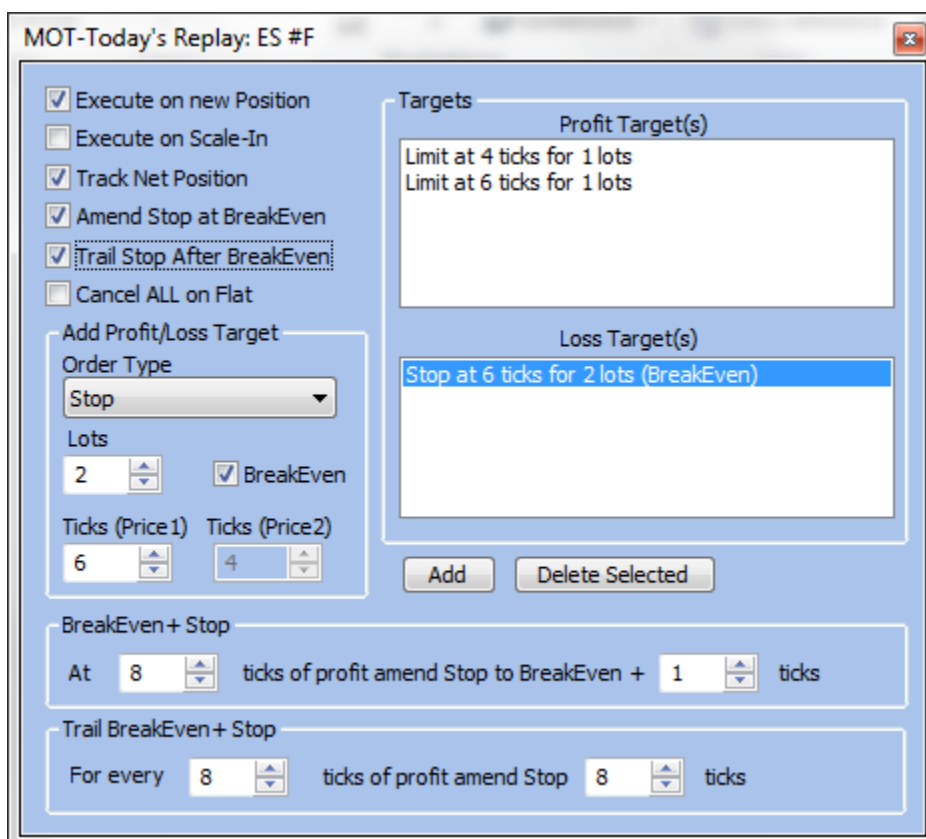 MOT-Today's Replay: ES #F
Execute on new Position
Execute on Scale-In
Track Net Position
Amend Stop at BreakEven
Trail Stop After BreakEven
Cancel ALL on Flat
Add Profit/Loss Target
Order Type
Stop
Lots
2 BreakEven
Ticks (Price1) Ticks (Price2)
6 4
Targets
Profit Target(s)
Limit at 4 ticks for 1 lots
Limit at 6 ticks for 1 lots
Loss Target(s)
Stop at 6 ticks for 2 lots (BreakEven)
Add Delete Selected
BreakEven+ Stop
At 8 ticks of profit amend Stop to BreakEven + 1 ticks
Trail BreakEven+ Stop
For every 8 ticks of profit amend Stop 8 ticks